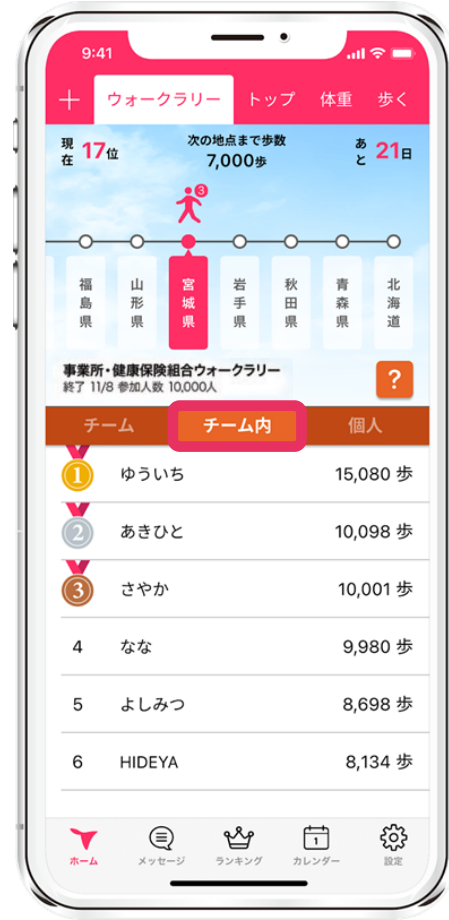 9:41
＋ ウォークラリー トップ 体重 歩く
現在 17位
次の地点まで歩数
7,000歩
あと 21日
3
福島県
山形県
宮城県
岩手県
秋田県
青森県
北海道
事業所・健康保険組合ウォークラリー
終了 11/8 参加人数 10,000人
?
チーム チーム内 個人
1 ゆういち 15,080 歩
2 あきひと 10,098 歩
3 さやか 10,001 歩
4 なな 9,980 歩
5 よしみつ 8,698 歩
6 HIDEYA 8,134 歩
1
ホーム メッセージ ランキング カレンダー 設定